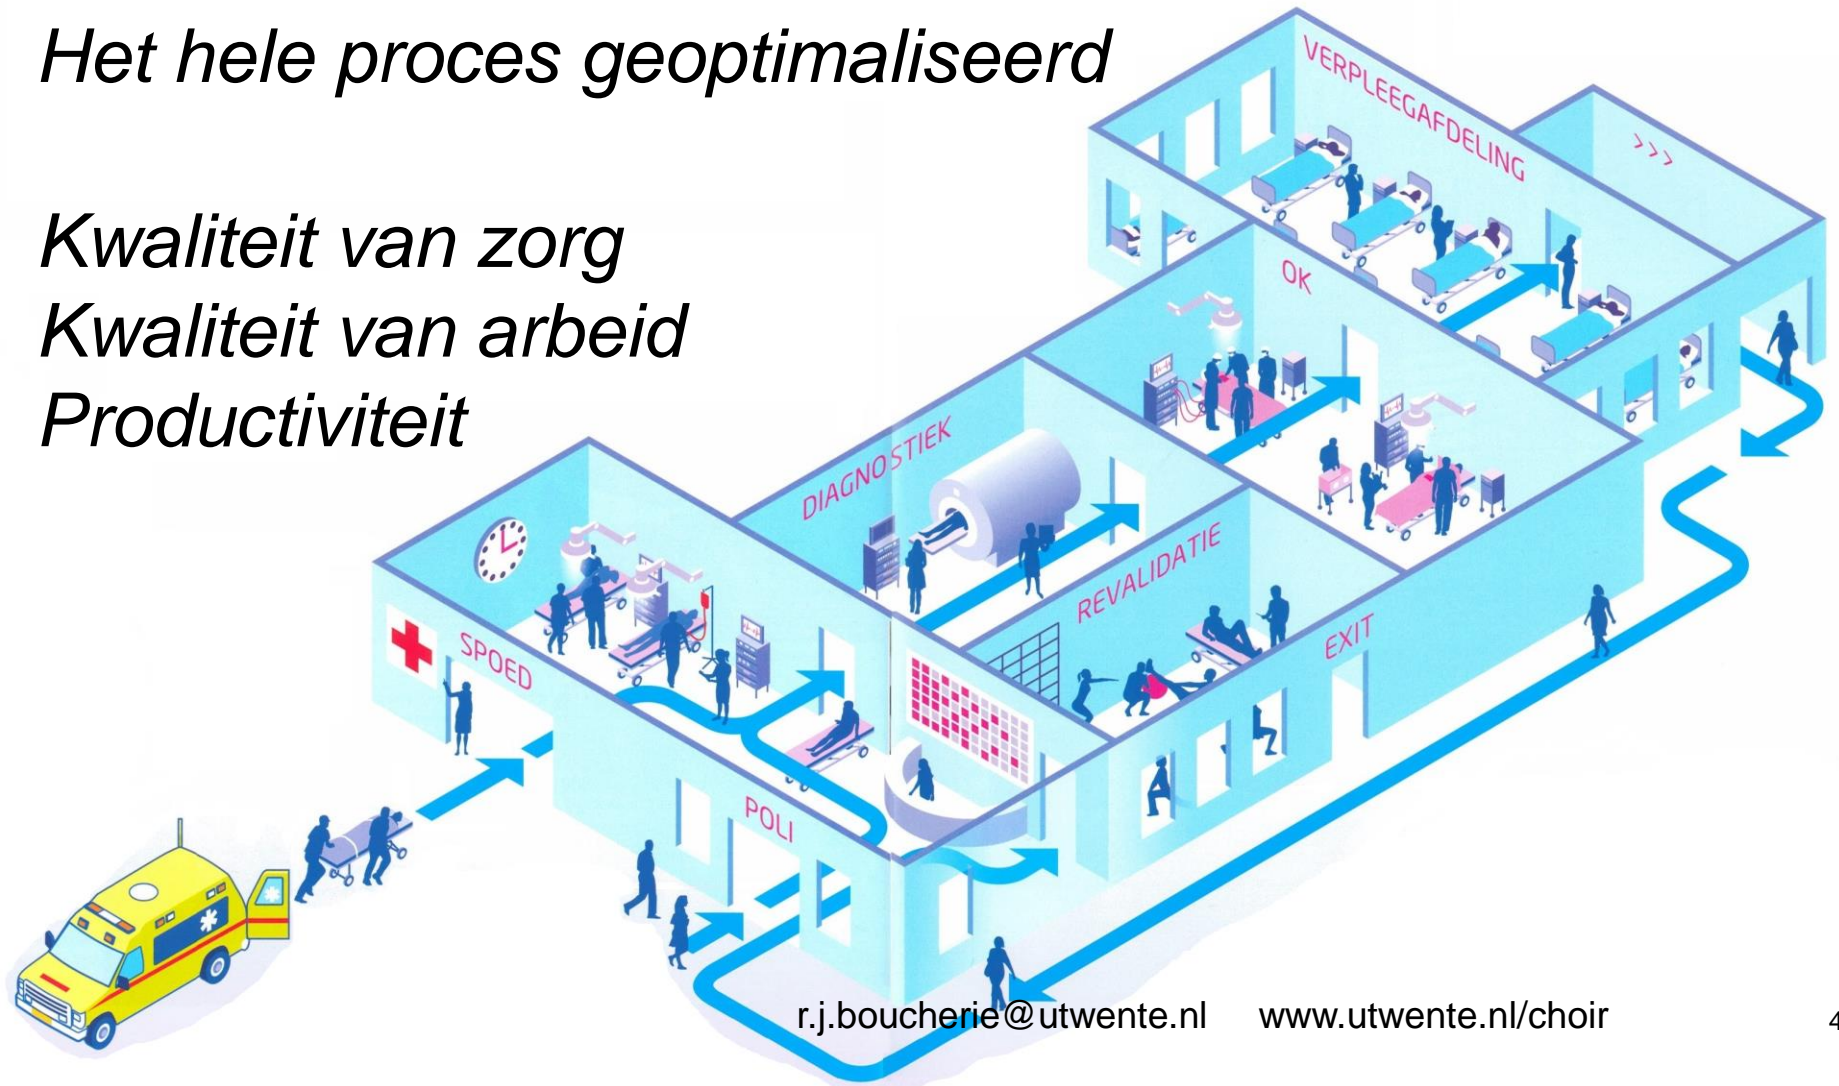 Het hele proces geoptimaliseerd
Kwaliteit van zorg
Kwaliteit van arbeid
Productiviteit
VERPLEEGAFDELING
>>>
OK
DIAGNOSTIEK
REVALIDATIE
EXIT
SPOED
POLI
r.j.boucherie@utwente.nl www.utwente.nl/choir
4